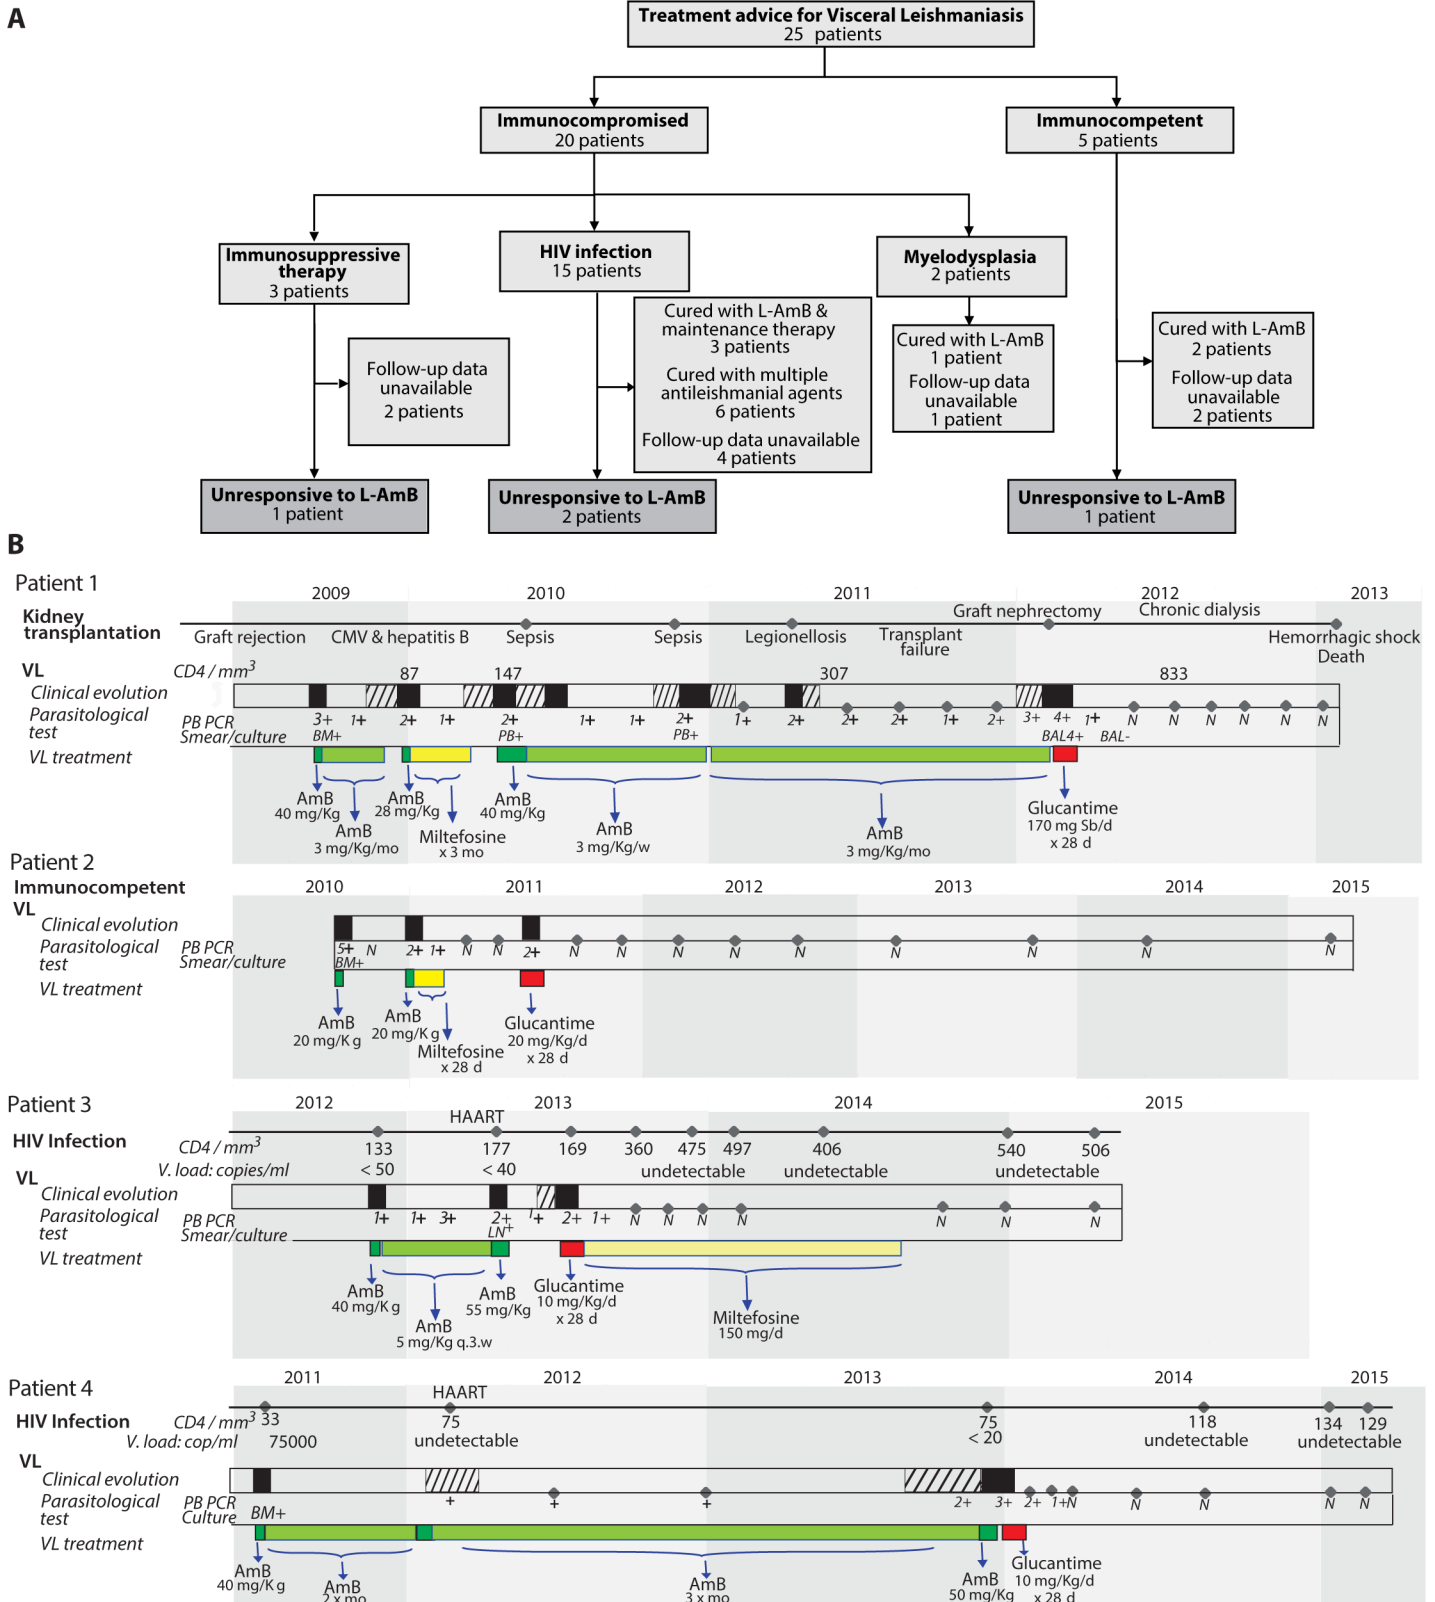 A
Treatment advice for Visceral Leishmaniasis
25 patients
Immunocompromised
20 patients
Immunocompetent
5 patients
Immunosuppressive
therapy
3 patients
HIV infection
15 patients
Myelodysplasia
2 patients
Follow-up data
unavailable
2 patients
Cured with L-AmB &
maintenance therapy
3 patients
Cured with multiple
antileishmanial agents
6 patients
Follow-up data unavailable
4 patients
Cured with L-AmB
1 patient
Follow-up data
unavailable
1 patient
Cured with L-AmB
2 patients
Follow-up data
unavailable
2 patients
Unresponsive to L-AmB
1 patient
Unresponsive to L-AmB
2 patients
Unresponsive to L-AmB
1 patient
B
Patient 1
2009 2010 2011 2012 2013
Kidney
transplantation
Graft rejection CMV & hepatitis B Sepsis Sepsis Legionellosis Transplant
failure
Graft nephrectomy Chronic dialysis
Hemorrhagic shock
Death
VL
CD4 / mm3 87 147 307 833
Clinical evolution
Parasitological
test
PB PCR 3+ 1+ 2+ 1+ 2+ 1+ 1+ 2+ 1+ 2+ 2+ 2+ 1+ 2+ 3+ 4+ 1+ N N N N N N
Smear/culture BM+ PB+ PB+ BAL4+ BAL-
VL treatment
AmB
40 mg/Kg
AmB
3 mg/Kg/mo
AmB
28 mg/Kg
Miltefosine
x 3 mo
AmB
40 mg/Kg
AmB
3 mg/Kg/w
AmB
3 mg/Kg/mo
Glucantime
170 mg Sb/d
x 28 d
Patient 2
Immunocompetent
2010 2011 2012 2013 2014 2015
VL
Clinical evolution
Parasitological
test
PB PCR 5+ N 2+ 1+ N N 2+ N N N N N N N N N
Smear/culture BM+
VL treatment
AmB
20 mg/K g
AmB
20 mg/K g
Miltefosine
x 28 d
Glucantime
20 mg/Kg/d
x 28 d
Patient 3
2012 2013 2014 2015
HAART
HIV Infection
CD4 / mm3 133 177 169 360 475 497 406 540 506
V. load: copies/ml < 50 < 40 undetectable undetectable undetectable
VL
Clinical evolution
Parasitological
test
PB PCR 1+ 1+ 3+ 2+ 1+ 2+ 1+ N N N N N N N
Smear/culture LN+
VL treatment
AmB
40 mg/K g
AmB
5 mg/Kg q.3.w
AmB
55 mg/Kg
Glucantime
10 mg/Kg/d
x 28 d
Miltefosine
150 mg/d
Patient 4
2011 2012 2013 2014 2015
HAART
HIV Infection
CD4 / mm3 33 75 75 118 134 129
V. load: cop/ml 75000 undetectable < 20 undetectable undetectable
VL
Clinical evolution
Parasitological
test
PB PCR + + + 2+ 3+ 2+ 1+ N N N N N
Culture BM+
VL treatment
AmB
40 mg/K g
AmB
2 x mo
AmB
3 x mo
AmB
50 mg/Kg
Glucantime
10 mg/Kg/d
x 28 d